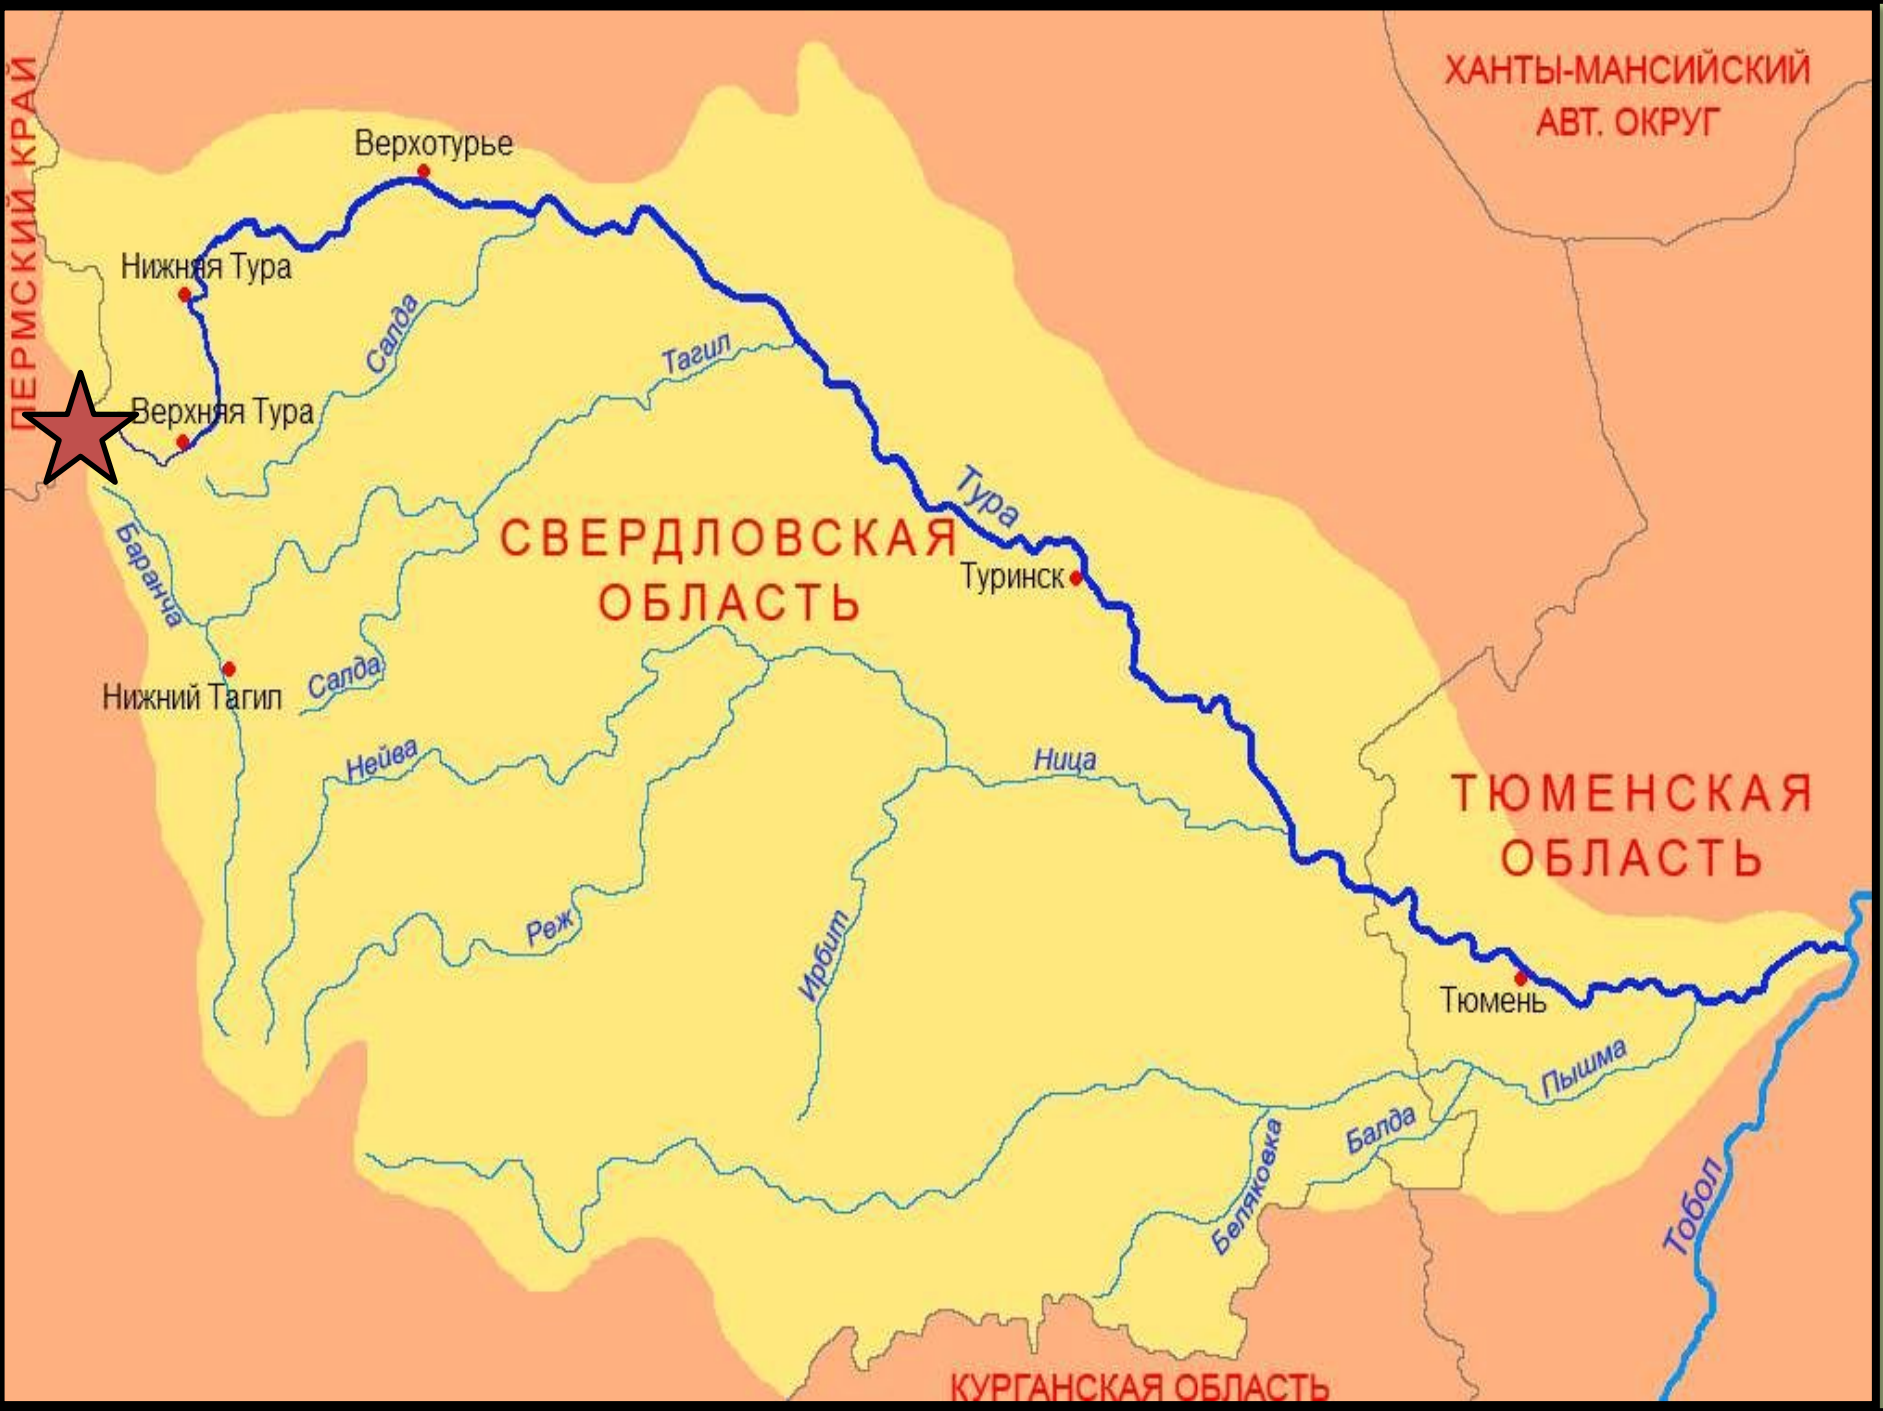 ХАНТЫ-МАНСИЙСКИЙ
АВТ. ОКРУГ
ПЕРМСКИЙ КРАЙ
Верхотурье
Нижняя Тура
Салда
Тагил
Верхняя Тура
Тура
СВЕРДЛОВСКАЯ
ОБЛАСТЬ
Туринск
Баранча
Салда
Нижний Тагил
Нейва
Ница
ТЮМЕНСКАЯ
ОБЛАСТЬ
Реж
Ирбит
Тюмень
Пышма
Балда
Беляковка
Тобол
КУРГАНСКАЯ ОБЛАСТЬ